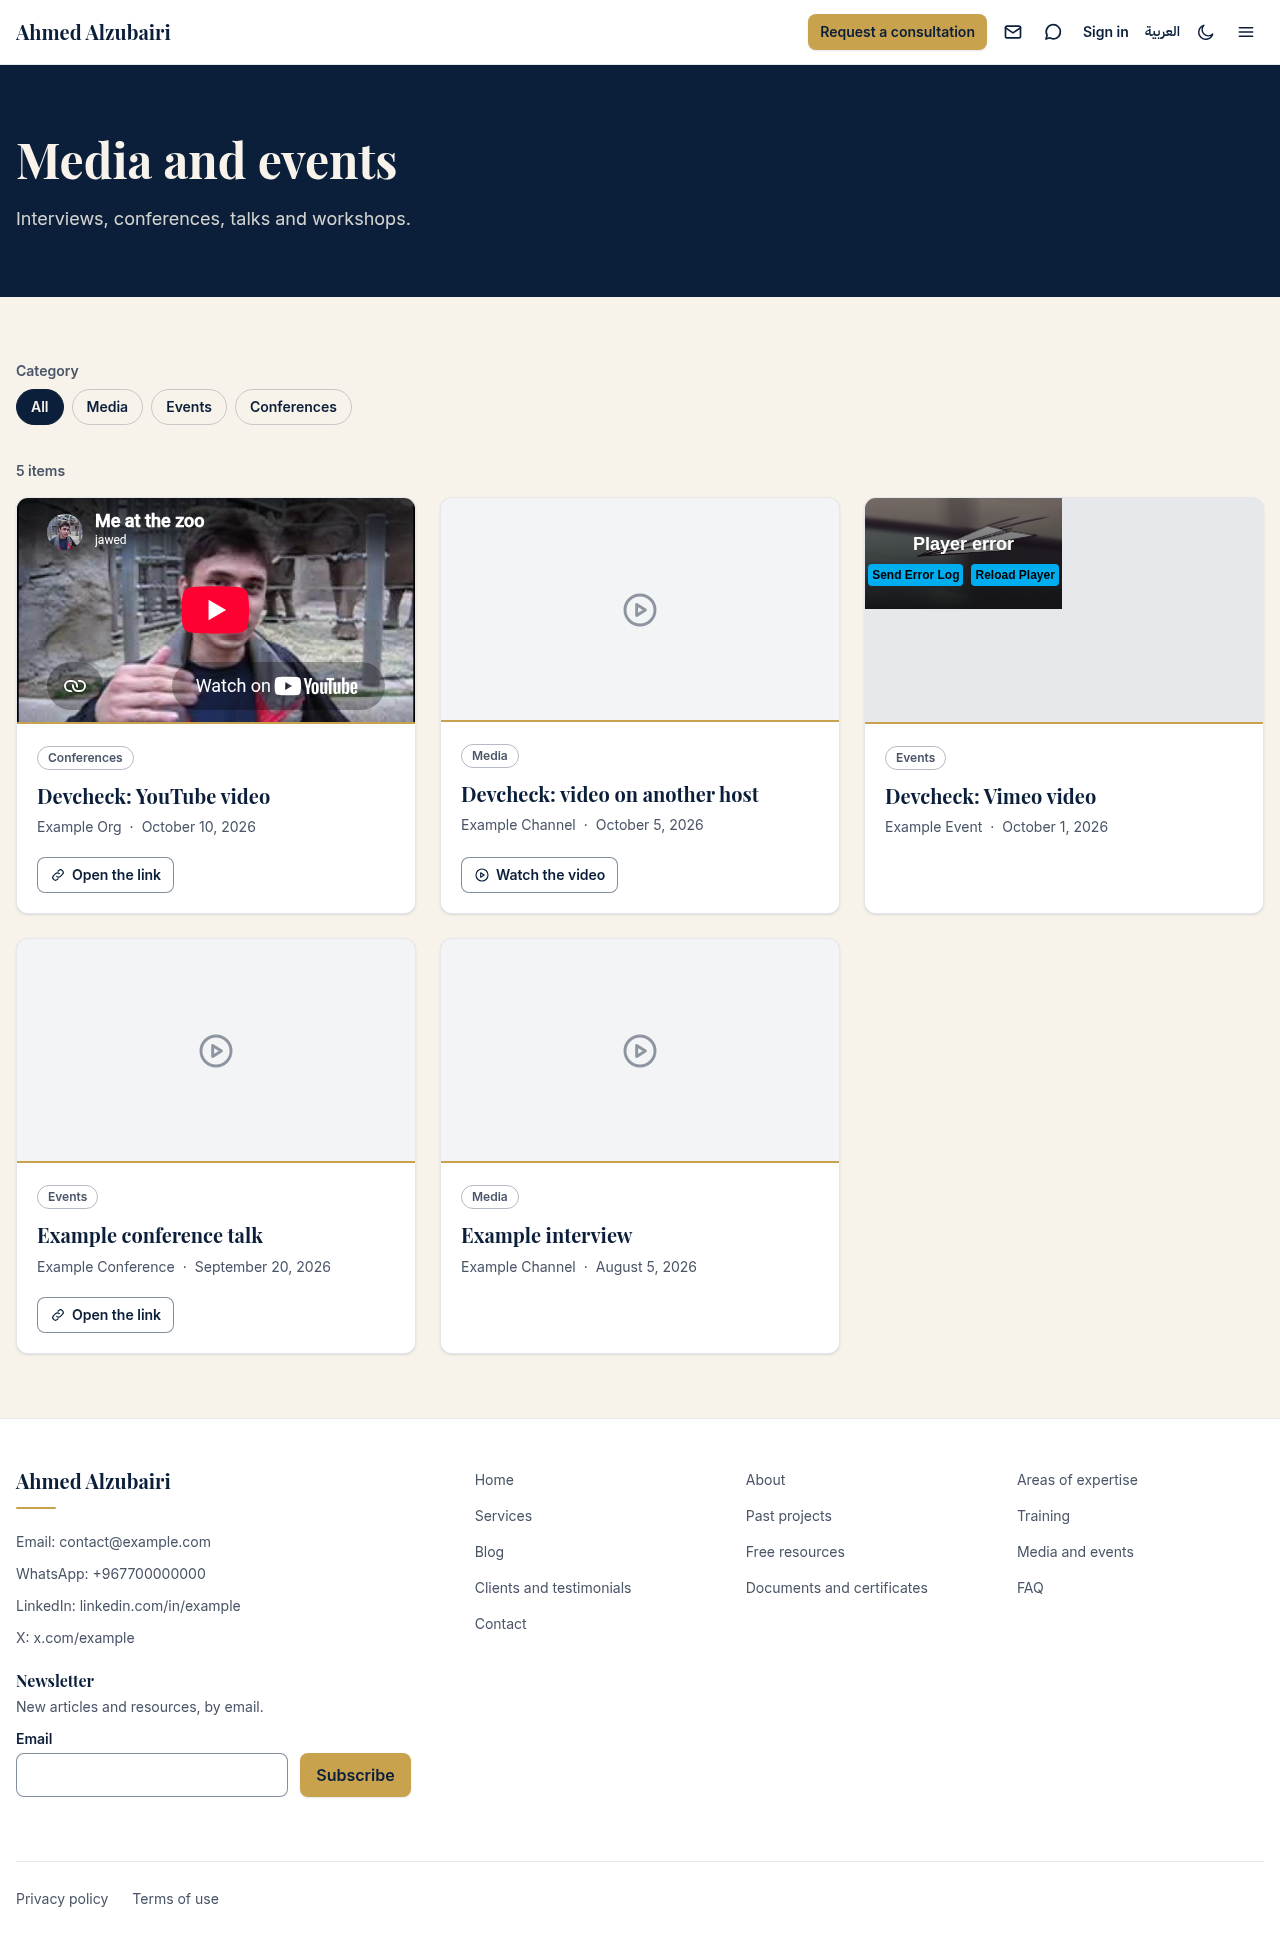 Ahmed Alzubairi
Request a consultation
Sign in
العربية
Media and events
Interviews, conferences, talks and workshops.
Category
All
Media
Events
Conferences
5 items
Me at the zoo
jawed
Watch on YouTube
Conferences
Devcheck: YouTube video
Example Org · October 10, 2026
Open the link
Media
Devcheck: video on another host
Example Channel · October 5, 2026
Watch the video
Player error
Send Error Log
Reload Player
Events
Devcheck: Vimeo video
Example Event · October 1, 2026
Events
Example conference talk
Example Conference · September 20, 2026
Open the link
Media
Example interview
Example Channel · August 5, 2026
Ahmed Alzubairi
Email: contact@example.com
WhatsApp: +967700000000
LinkedIn: linkedin.com/in/example
X: x.com/example
Newsletter
New articles and resources, by email.
Email
Subscribe
Home
About
Areas of expertise
Services
Past projects
Training
Blog
Free resources
Media and events
Clients and testimonials
Documents and certificates
FAQ
Contact
Privacy policy
Terms of use